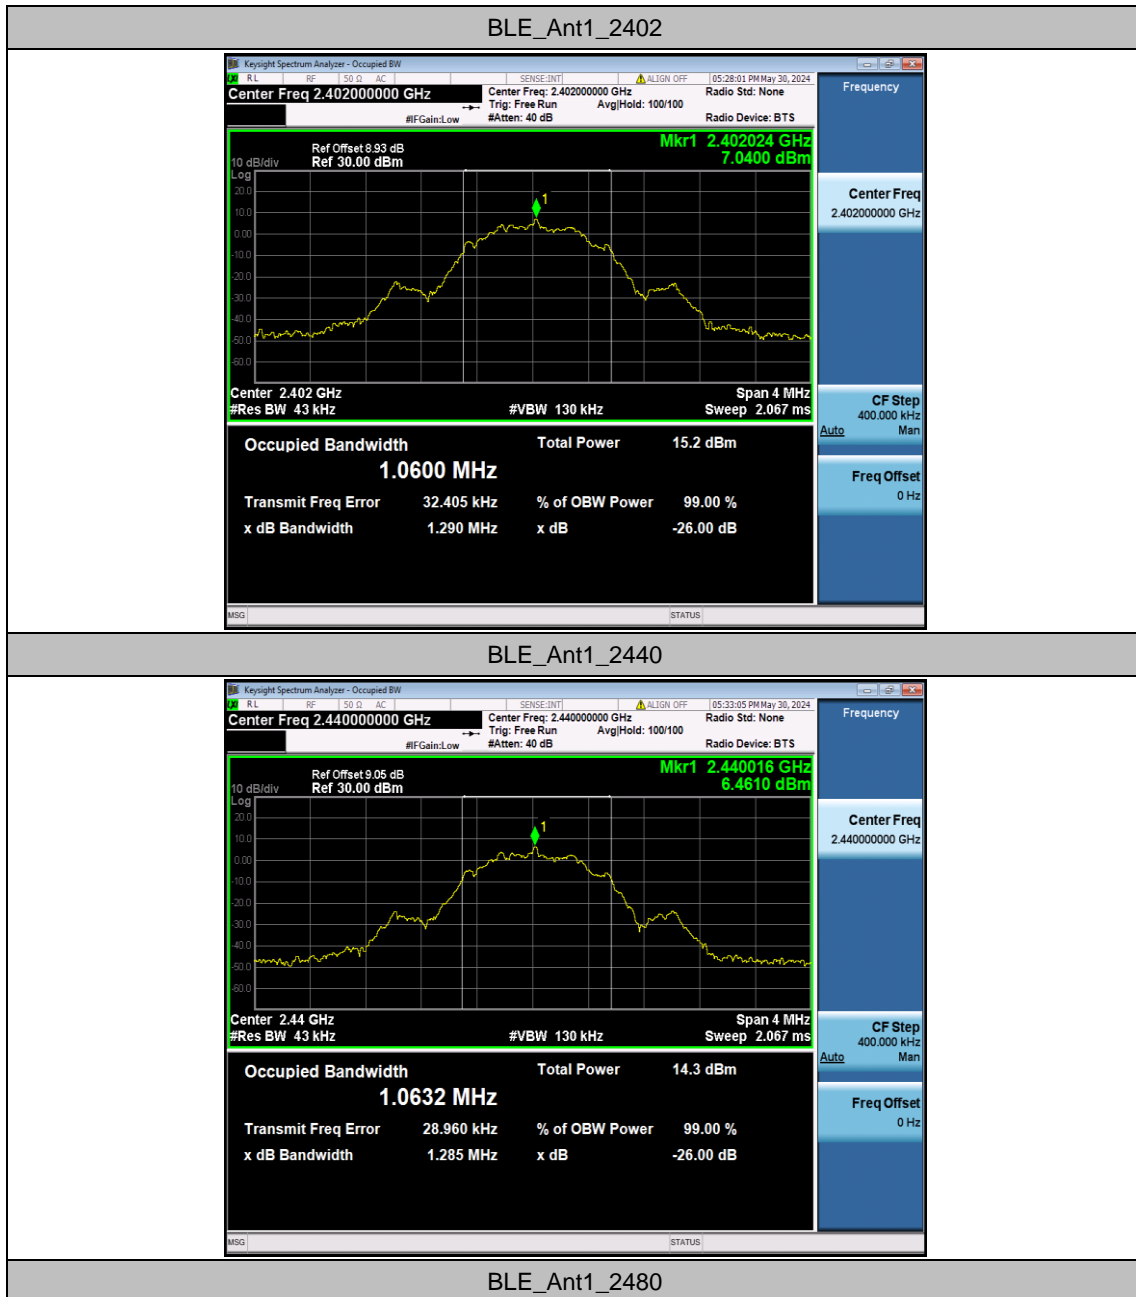 BLE_Ant1_2402
Keysight Spectrum Analyzer - Occupied BW
LXI RL RF 50 Ω AC SENSE:INT ALIGN OFF 05:28:01 PM May 30, 2024
Center Freq 2.402000000 GHz
Center Freq: 2.402000000 GHz
Radio Std: None
Trig: Free Run Avg|Hold: 100/100
#IFGain:Low #Atten: 40 dB Radio Device: BTS
Frequency
Ref Offset 8.93 dB
10 dB/div Ref 30.00 dBm
Mkr1 2.402024 GHz
7.0400 dBm
Log
20.0
10.0
0.00
-10.0
-20.0
-30.0
-40.0
-50.0
-60.0
1
Center 2.402 GHz Span 4 MHz
#Res BW 43 kHz #VBW 130 kHz Sweep 2.067 ms
Center Freq
2.402000000 GHz
CF Step
400.000 kHz
Auto Man
Freq Offset
0 Hz
Occupied Bandwidth Total Power 15.2 dBm
1.0600 MHz
Transmit Freq Error 32.405 kHz % of OBW Power 99.00 %
x dB Bandwidth 1.290 MHz x dB -26.00 dB
MSG STATUS
BLE_Ant1_2440
Keysight Spectrum Analyzer - Occupied BW
LXI RL RF 50 Ω AC SENSE:INT ALIGN OFF 05:33:05 PM May 30, 2024
Center Freq 2.440000000 GHz
Center Freq: 2.440000000 GHz
Radio Std: None
Trig: Free Run Avg|Hold: 100/100
#IFGain:Low #Atten: 40 dB Radio Device: BTS
Frequency
Ref Offset 9.05 dB
10 dB/div Ref 30.00 dBm
Mkr1 2.440016 GHz
6.4610 dBm
Log
20.0
10.0
0.00
-10.0
-20.0
-30.0
-40.0
-50.0
-60.0
1
Center 2.44 GHz Span 4 MHz
#Res BW 43 kHz #VBW 130 kHz Sweep 2.067 ms
Center Freq
2.440000000 GHz
CF Step
400.000 kHz
Auto Man
Freq Offset
0 Hz
Occupied Bandwidth Total Power 14.3 dBm
1.0632 MHz
Transmit Freq Error 28.960 kHz % of OBW Power 99.00 %
x dB Bandwidth 1.285 MHz x dB -26.00 dB
MSG STATUS
BLE_Ant1_2480